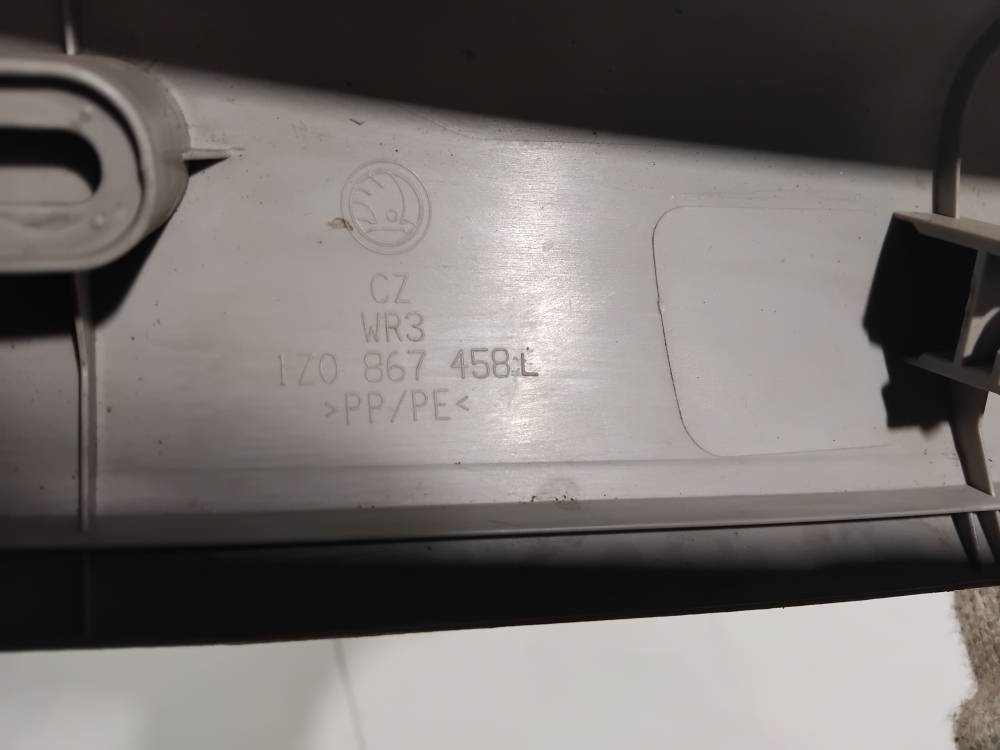 CZ
WR3
1Z0 867 458 L
>PP/PE<